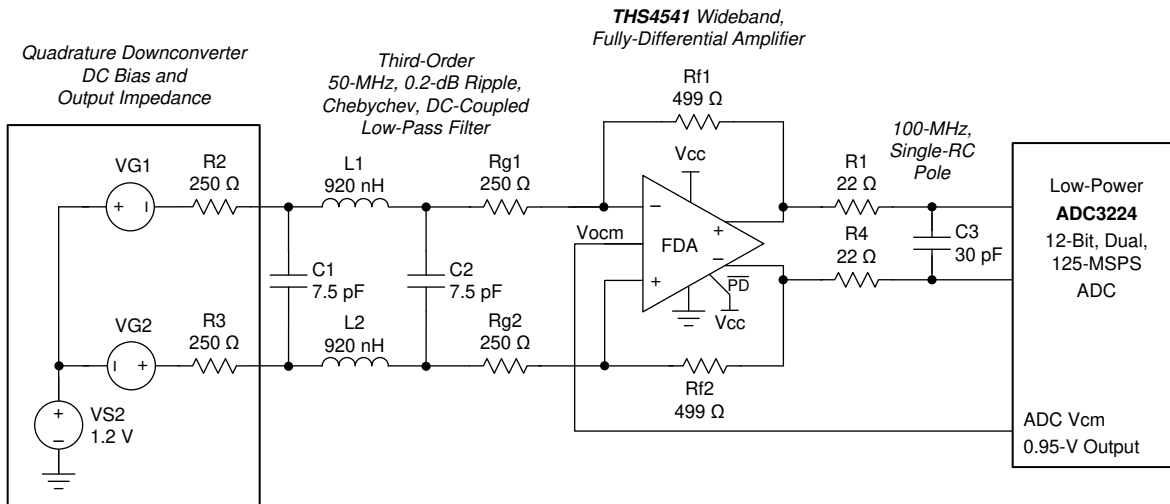 THS4541 Wideband,
Fully-Differential Amplifier
Quadrature Downconverter
DC Bias and
Output Impedance
Third-Order
50-MHz, 0.2-dB Ripple,
Chebychev, DC-Coupled
Low-Pass Filter
Rf1
499 Ω
100-MHz,
Single-RC
Pole
VG1
+
–
R2
250 Ω
L1
920 nH
Rg1
250 Ω
Vcc
R1
22 Ω
Low-Power
ADC3224
12-Bit, Dual,
125-MSPS
ADC
Vocm
–
+
FDA
+
–
PD
Vcc
C1
7.5 pF
C2
7.5 pF
C3
30 pF
R4
22 Ω
VG2
–
+
R3
250 Ω
L2
920 nH
Rg2
250 Ω
Rf2
499 Ω
+
–
VS2
1.2 V
ADC Vcm
0.95-V Output